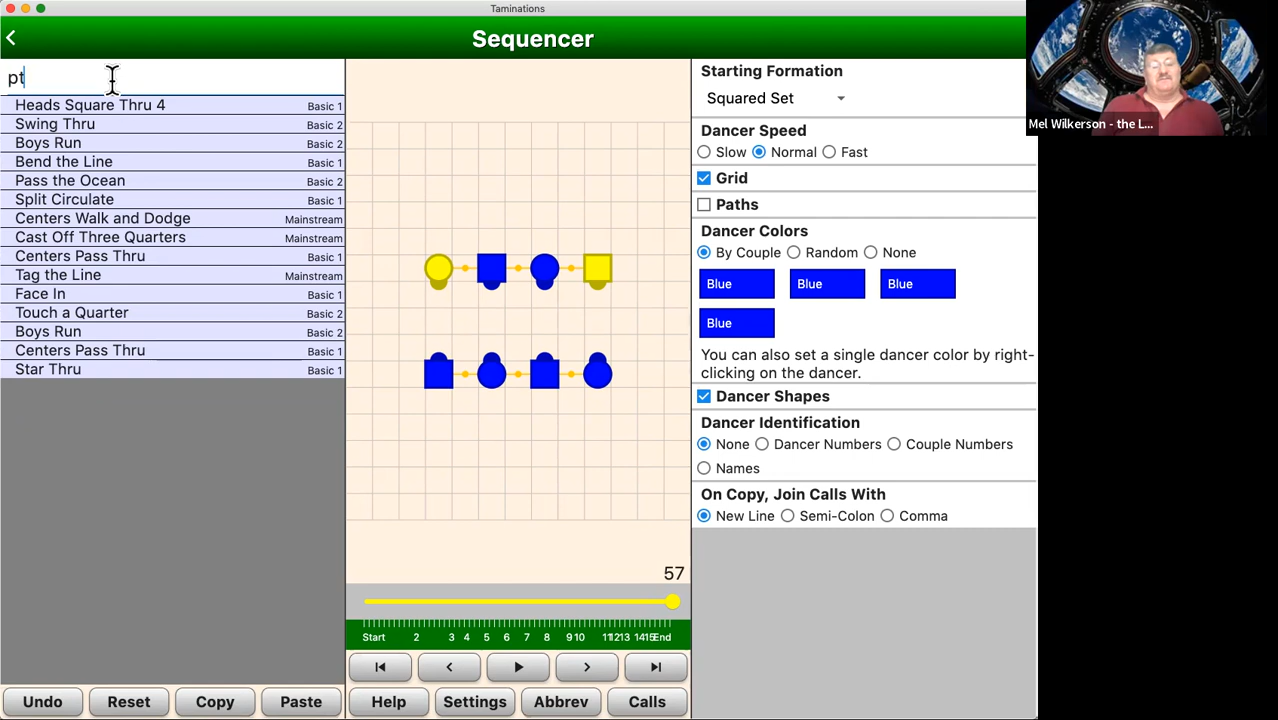 Taminations
Sequencer
pt
Heads Square Thru 4 Basic 1
Swing Thru Basic 2
Boys Run Basic 2
Bend the Line Basic 1
Pass the Ocean Basic 2
Split Circulate Basic 1
Centers Walk and Dodge Mainstream
Cast Off Three Quarters Mainstream
Centers Pass Thru Basic 1
Tag the Line Mainstream
Face In Basic 1
Touch a Quarter Basic 2
Boys Run Basic 2
Centers Pass Thru Basic 1
Star Thru Basic 1
Undo Reset Copy Paste
57
Start 2 3 4 5 6 7 8 9 10 11 12 13 14 15 End
Help Settings Abbrev Calls
Starting Formation
Squared Set
Dancer Speed
Slow Normal Fast
Grid
Paths
Dancer Colors
By Couple Random None
Blue Blue Blue
Blue
You can also set a single dancer color by right-
clicking on the dancer.
Dancer Shapes
Dancer Identification
None Dancer Numbers Couple Numbers
Names
On Copy, Join Calls With
New Line Semi-Colon Comma
Mel Wilkerson - the L...